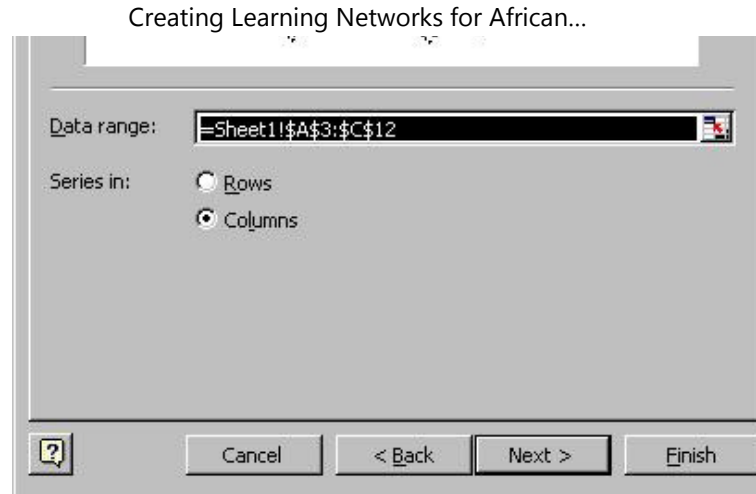 Creating Learning Networks for African...
Data range: =Sheet1!$A$3:$C$12
Series in: Rows
Columns
? Cancel < Back Next > Finish